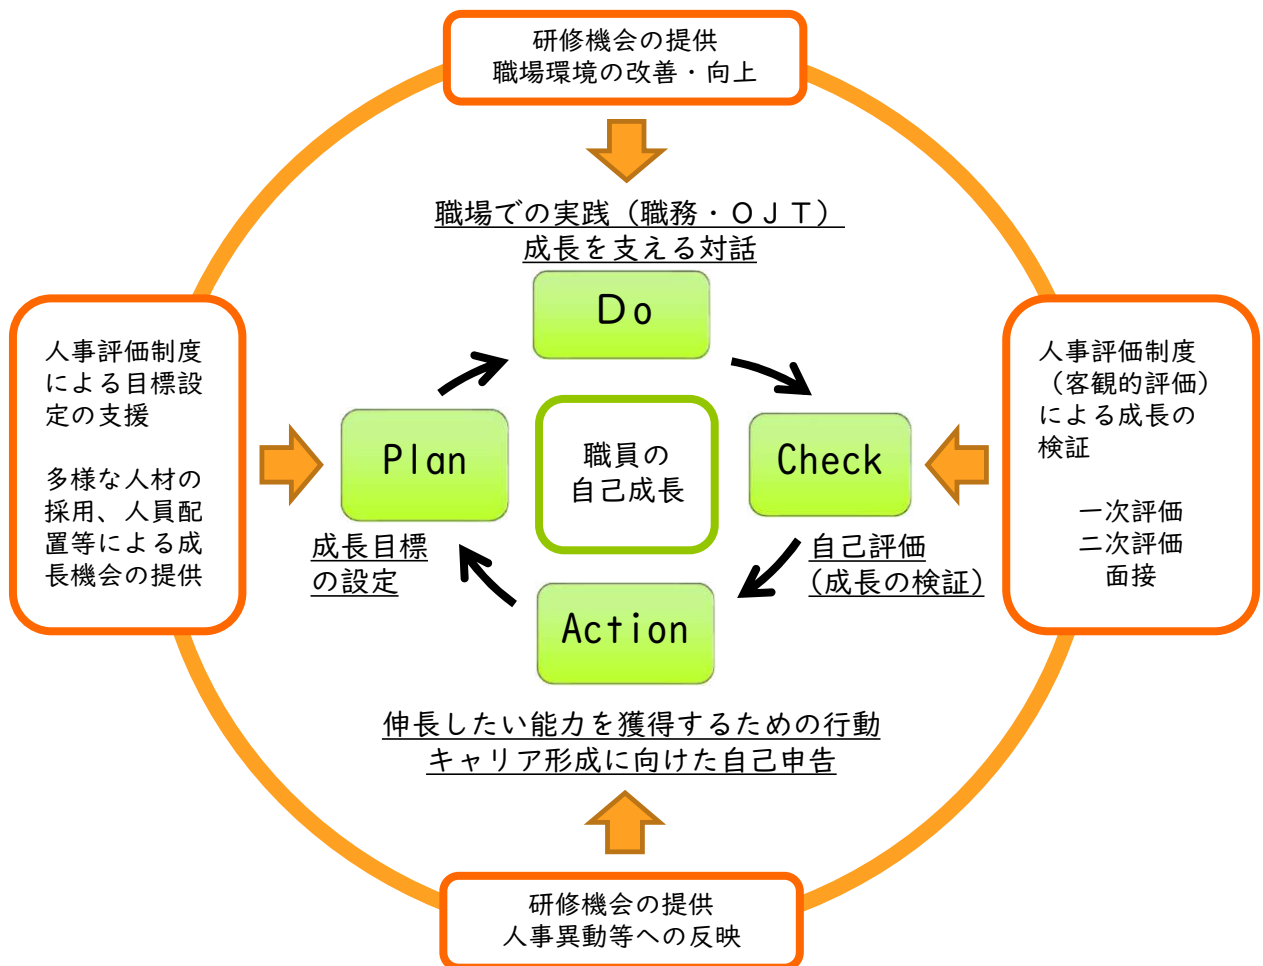 研修機会の提供
職場環境の改善・向上
職場での実践（職務・ＯＪＴ）
成長を支える対話
Do
人事評価制度
による目標設
定の支援
多様な人材の
採用、人員配
置等による成
長機会の提供
Plan
成長目標
の設定
職員の
自己成長
Check
自己評価
(成長の検証)
人事評価制度
（客観的評価）
による成長の
検証
一次評価
二次評価
面接
Action
伸長したい能力を獲得するための行動
キャリア形成に向けた自己申告
研修機会の提供
人事異動等への反映